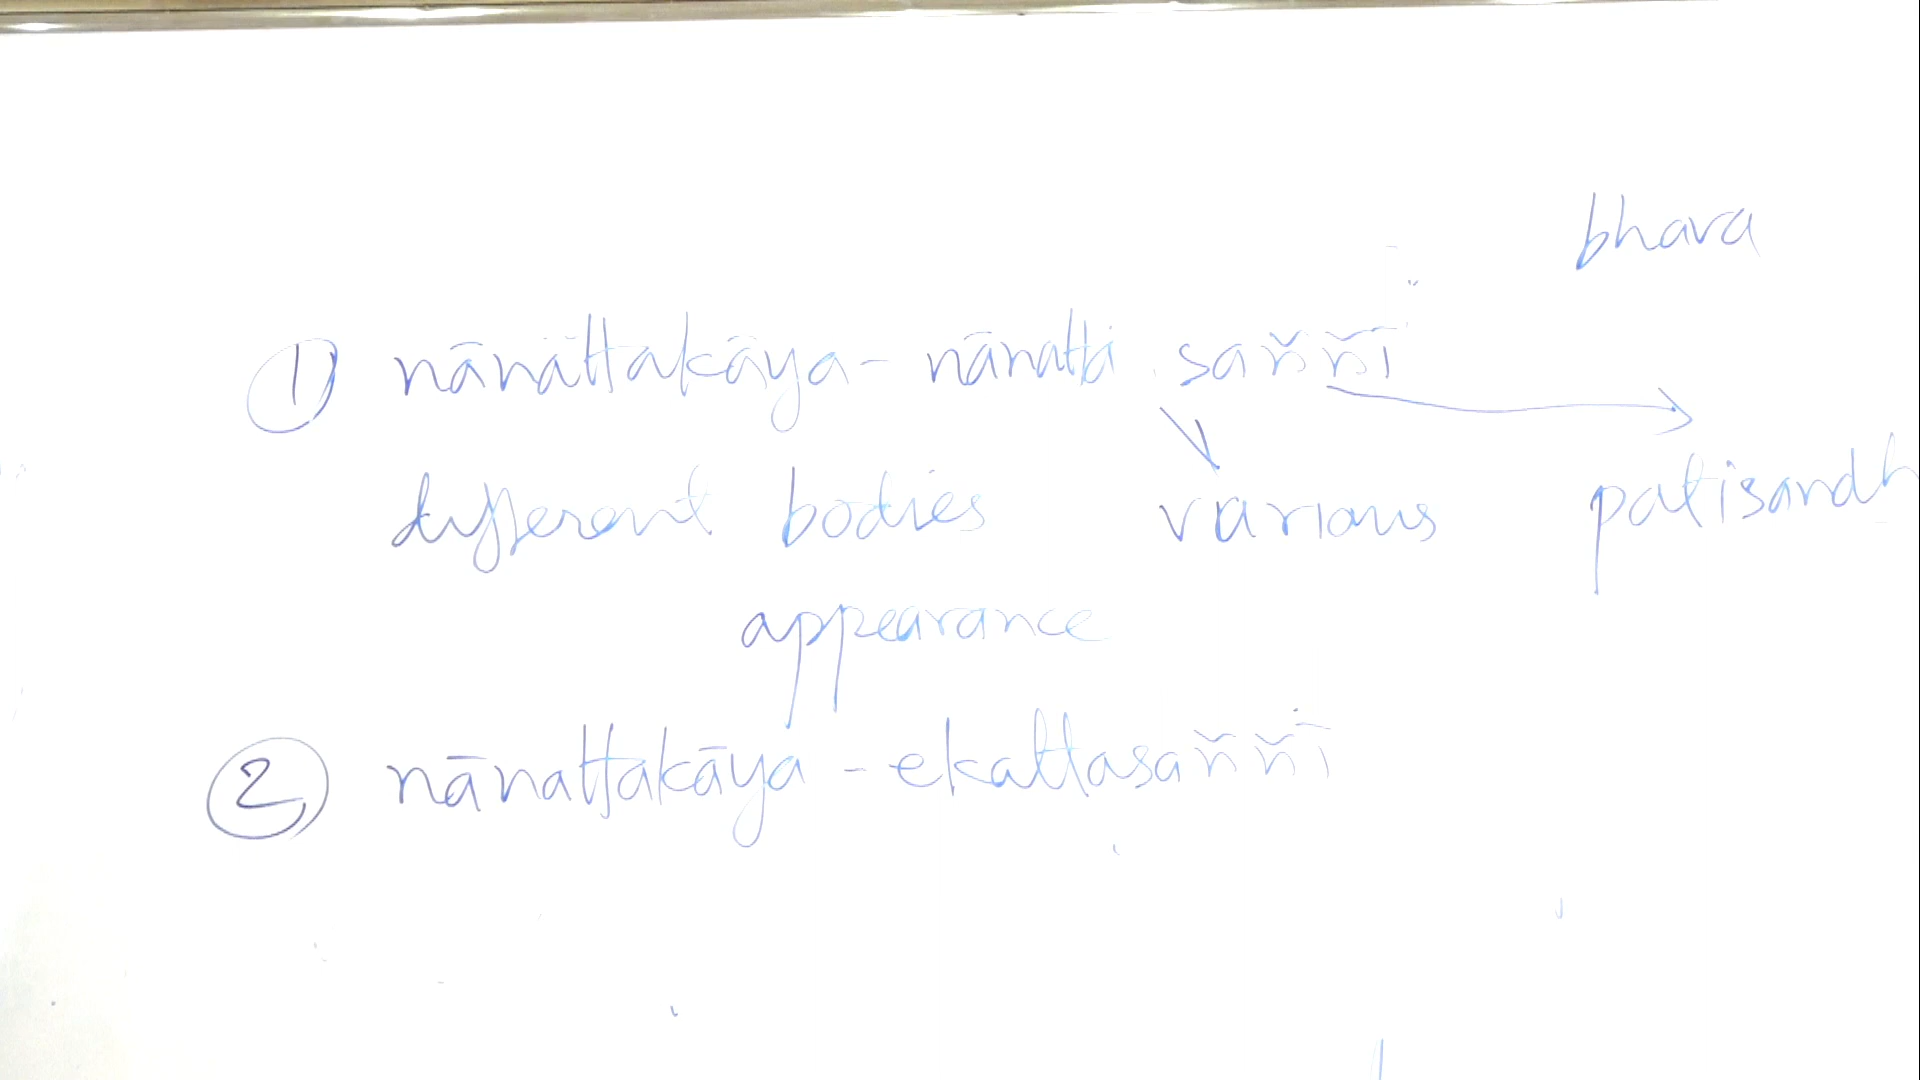 bhava
① nānattakāya - nānatta saññī
different bodies various patisandh
appearance
② nānattakāya - ekattasaññī